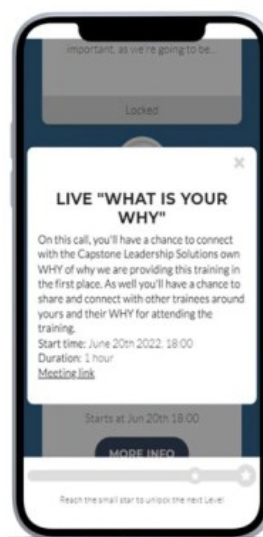 important, as we're going to be...
Locked
LIVE "WHAT IS YOUR
WHY"
On this call, you'll have a chance to connect
with the Capstone Leadership Solutions own
WHY of why we are providing this training in
the first place. As well you'll have a chance to
share and connect with other trainees around
yours and their WHY for attending the
training.
Start time: June 20th 2022, 18:00
Duration: 1 hour
Meeting link
Starts at Jun 20th 18:00
MORE INFO
Reach the small star to unlock the next Level